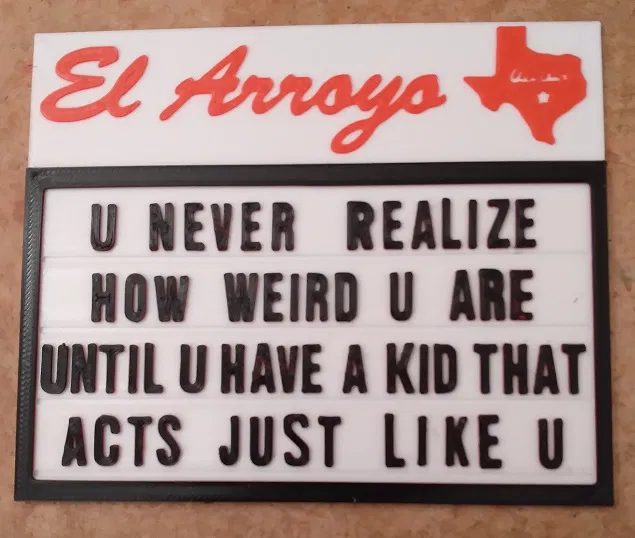 El Arroyo
U NEVER REALIZE
HOW WEIRD U ARE
UNTIL U HAVE A KID THAT
ACTS JUST LIKE U